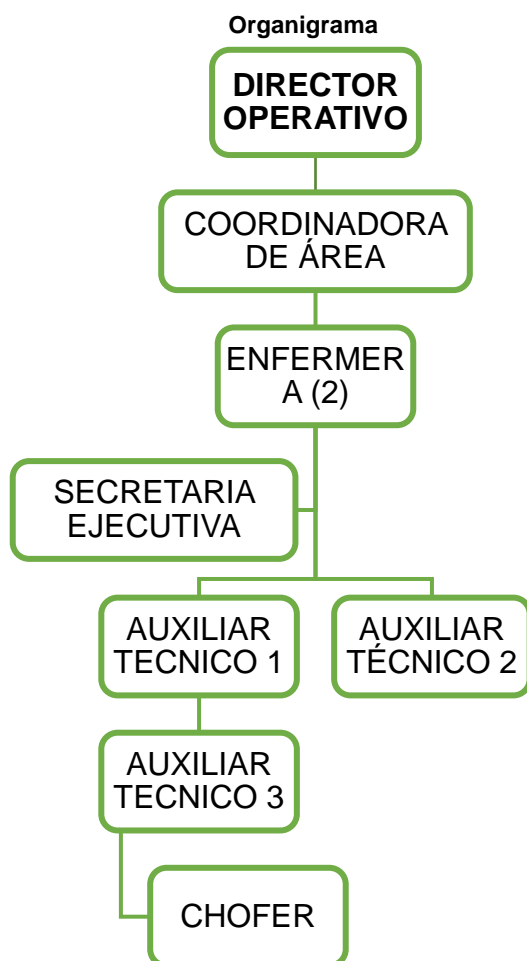 Organigrama
DIRECTOR
OPERATIVO
COORDINADORA
DE ÁREA
ENFERMER
A (2)
SECRETARIA
EJECUTIVA
AUXILIAR
TECNICO 1
AUXILIAR
TÉCNICO 2
AUXILIAR
TECNICO 3
CHOFER